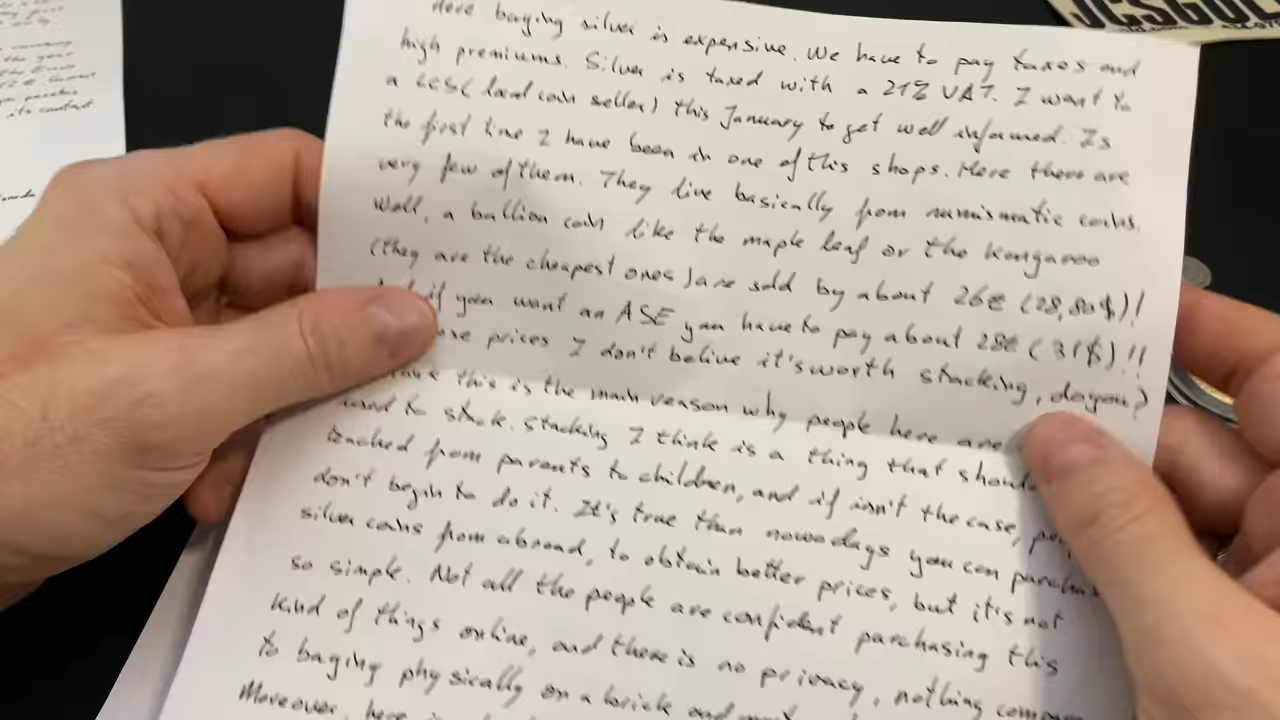 Here buying silver is expensive. We have to pay taxes and
high premiums. Silver is taxed with a 21% VAT. I want to
a LCS (local coin seller) this January to get well informed. Is
the first time I have been in one of this shops. Here there are
very few of them. They live basically from numismatic coins.
Well, a bullion coin like the maple leaf or the kangaroo
(they are the cheapest ones) are sold by about 26€ (28,80$)!
if you want an ASE you have to pay about 28€ (31$)!!
prices I don't belive it's worth stacking, do you?
this is the main reason why people here are
used to stack. Stacking I think is a thing that should
teached from parents to children, and if isn't the case,
don't begin to do it. It's true than nowadays you can purchas
silver coins from abroad, to obtain better prices, but it's not
so simple. Not all the people are confident purchasing this
kind of things online, and there is no privacy, nothing
to buying physically on a brick and
Moreover, here
JCSGOL